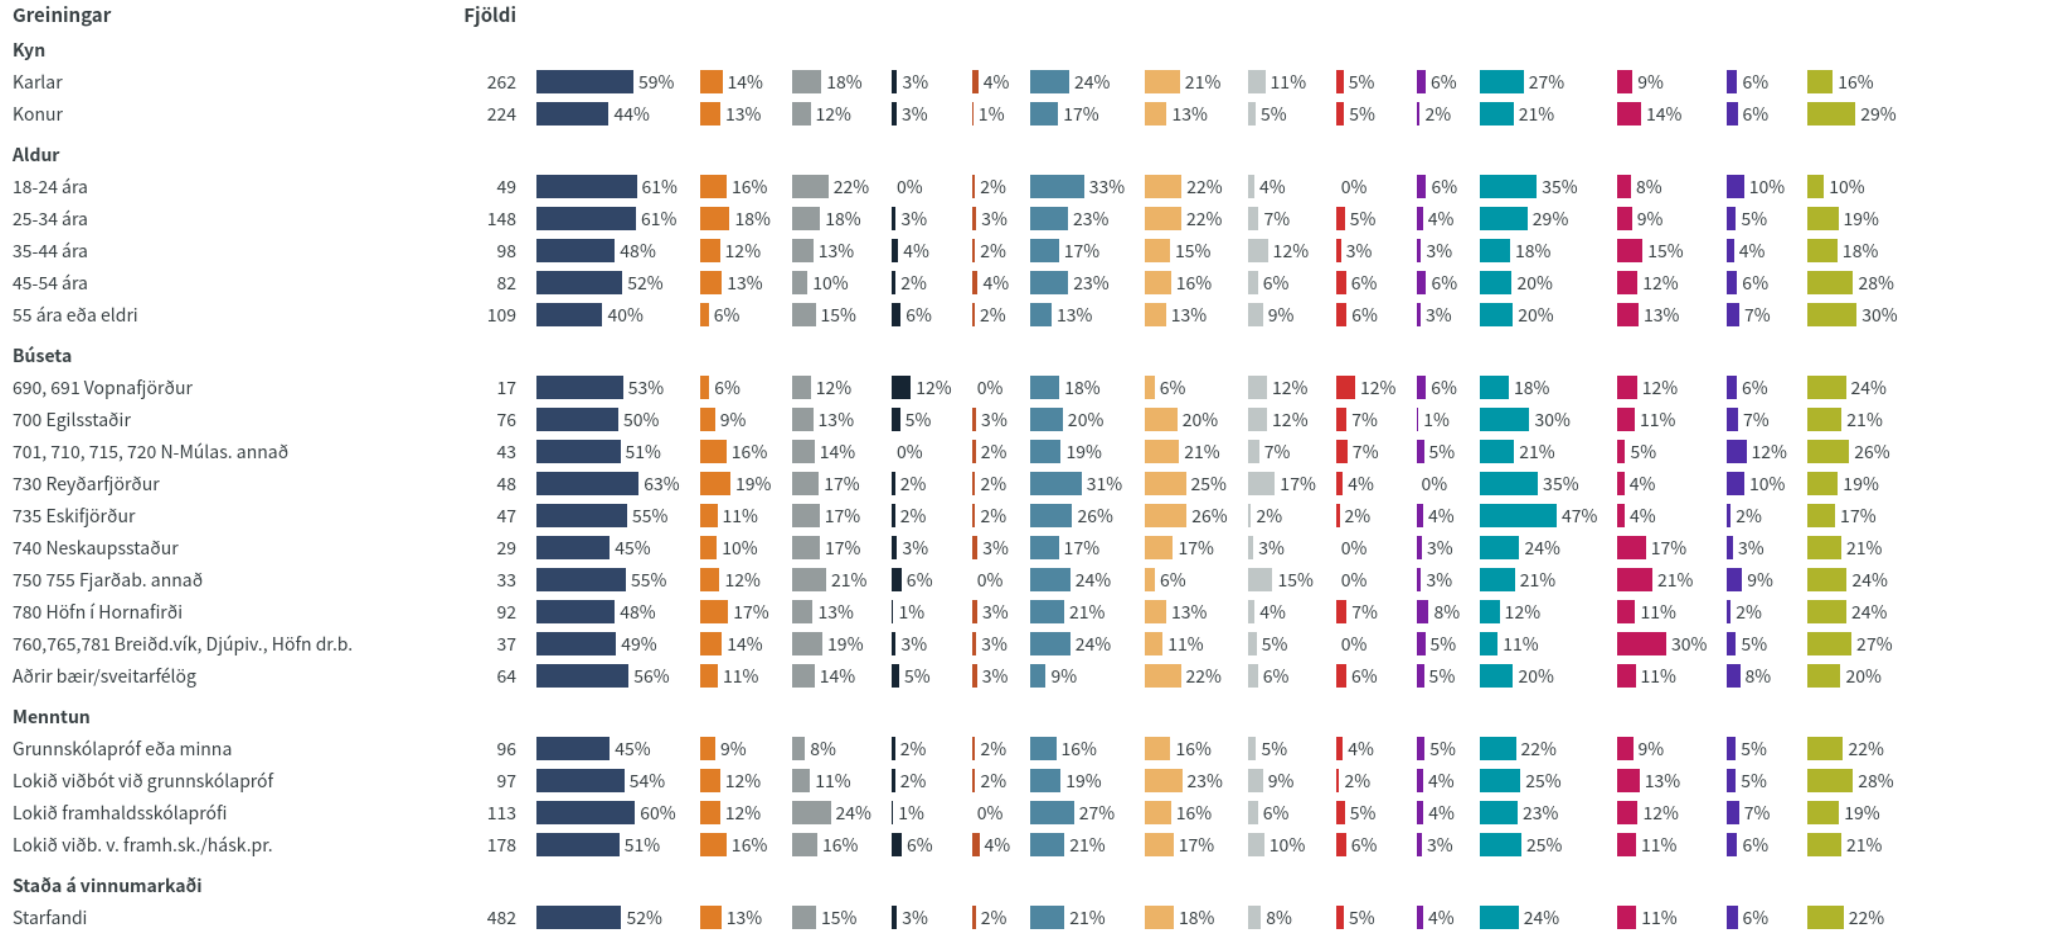 Greiningar Fjöldi
Kyn
Karlar 262 59% 14% 18% 3% 4% 24% 21% 11% 5% 6% 27% 9% 6% 16%
Konur 224 44% 13% 12% 3% 1% 17% 13% 5% 5% 2% 21% 14% 6% 29%
Aldur
18-24 ára 49 61% 16% 22% 0% 2% 33% 22% 4% 0% 6% 35% 8% 10% 10%
25-34 ára 148 61% 18% 18% 3% 3% 23% 22% 7% 5% 4% 29% 9% 5% 19%
35-44 ára 98 48% 12% 13% 4% 2% 17% 15% 12% 3% 3% 18% 15% 4% 18%
45-54 ára 82 52% 13% 10% 2% 4% 23% 16% 6% 6% 6% 20% 12% 6% 28%
55 ára eða eldri 109 40% 6% 15% 6% 2% 13% 13% 9% 6% 3% 20% 13% 7% 30%
Búseta
690, 691 Vopnafjörður 17 53% 6% 12% 12% 0% 18% 6% 12% 12% 6% 18% 12% 6% 24%
700 Egilsstaðir 76 50% 9% 13% 5% 3% 20% 20% 12% 7% 1% 30% 11% 7% 21%
701, 710, 715, 720 N-Múlas. annað 43 51% 16% 14% 0% 2% 19% 21% 7% 7% 5% 21% 5% 12% 26%
730 Reyðarfjörður 48 63% 19% 17% 2% 2% 31% 25% 17% 4% 0% 35% 4% 10% 19%
735 Eskifjörður 47 55% 11% 17% 2% 2% 26% 26% 2% 2% 4% 47% 4% 2% 17%
740 Neskaupsstaður 29 45% 10% 17% 3% 3% 17% 17% 3% 0% 3% 24% 17% 3% 21%
750 755 Fjarðab. annað 33 55% 12% 21% 6% 0% 24% 6% 15% 0% 3% 21% 21% 9% 24%
780 Höfn í Hornafirði 92 48% 17% 13% 1% 3% 21% 13% 4% 7% 8% 12% 11% 2% 24%
760,765,781 Breiðd.vík, Djúpiv., Höfn dr.b. 37 49% 14% 19% 3% 3% 24% 11% 5% 0% 5% 11% 30% 5% 27%
Aðrir bæir/sveitarfélög 64 56% 11% 14% 5% 3% 9% 22% 6% 6% 5% 20% 11% 8% 20%
Menntun
Grunnskólapróf eða minna 96 45% 9% 8% 2% 2% 16% 16% 5% 4% 5% 22% 9% 5% 22%
Lokið viðbót við grunnskólapróf 97 54% 12% 11% 2% 2% 19% 23% 9% 2% 4% 25% 13% 5% 28%
Lokið framhaldsskólaprófi 113 60% 12% 24% 1% 0% 27% 16% 6% 5% 4% 23% 12% 7% 19%
Lokið viðb. v. framh.sk./hásk.pr. 178 51% 16% 16% 6% 4% 21% 17% 10% 6% 3% 25% 11% 6% 21%
Staða á vinnumarkaði
Starfandi 482 52% 13% 15% 3% 2% 21% 18% 8% 5% 4% 24% 11% 6% 22%